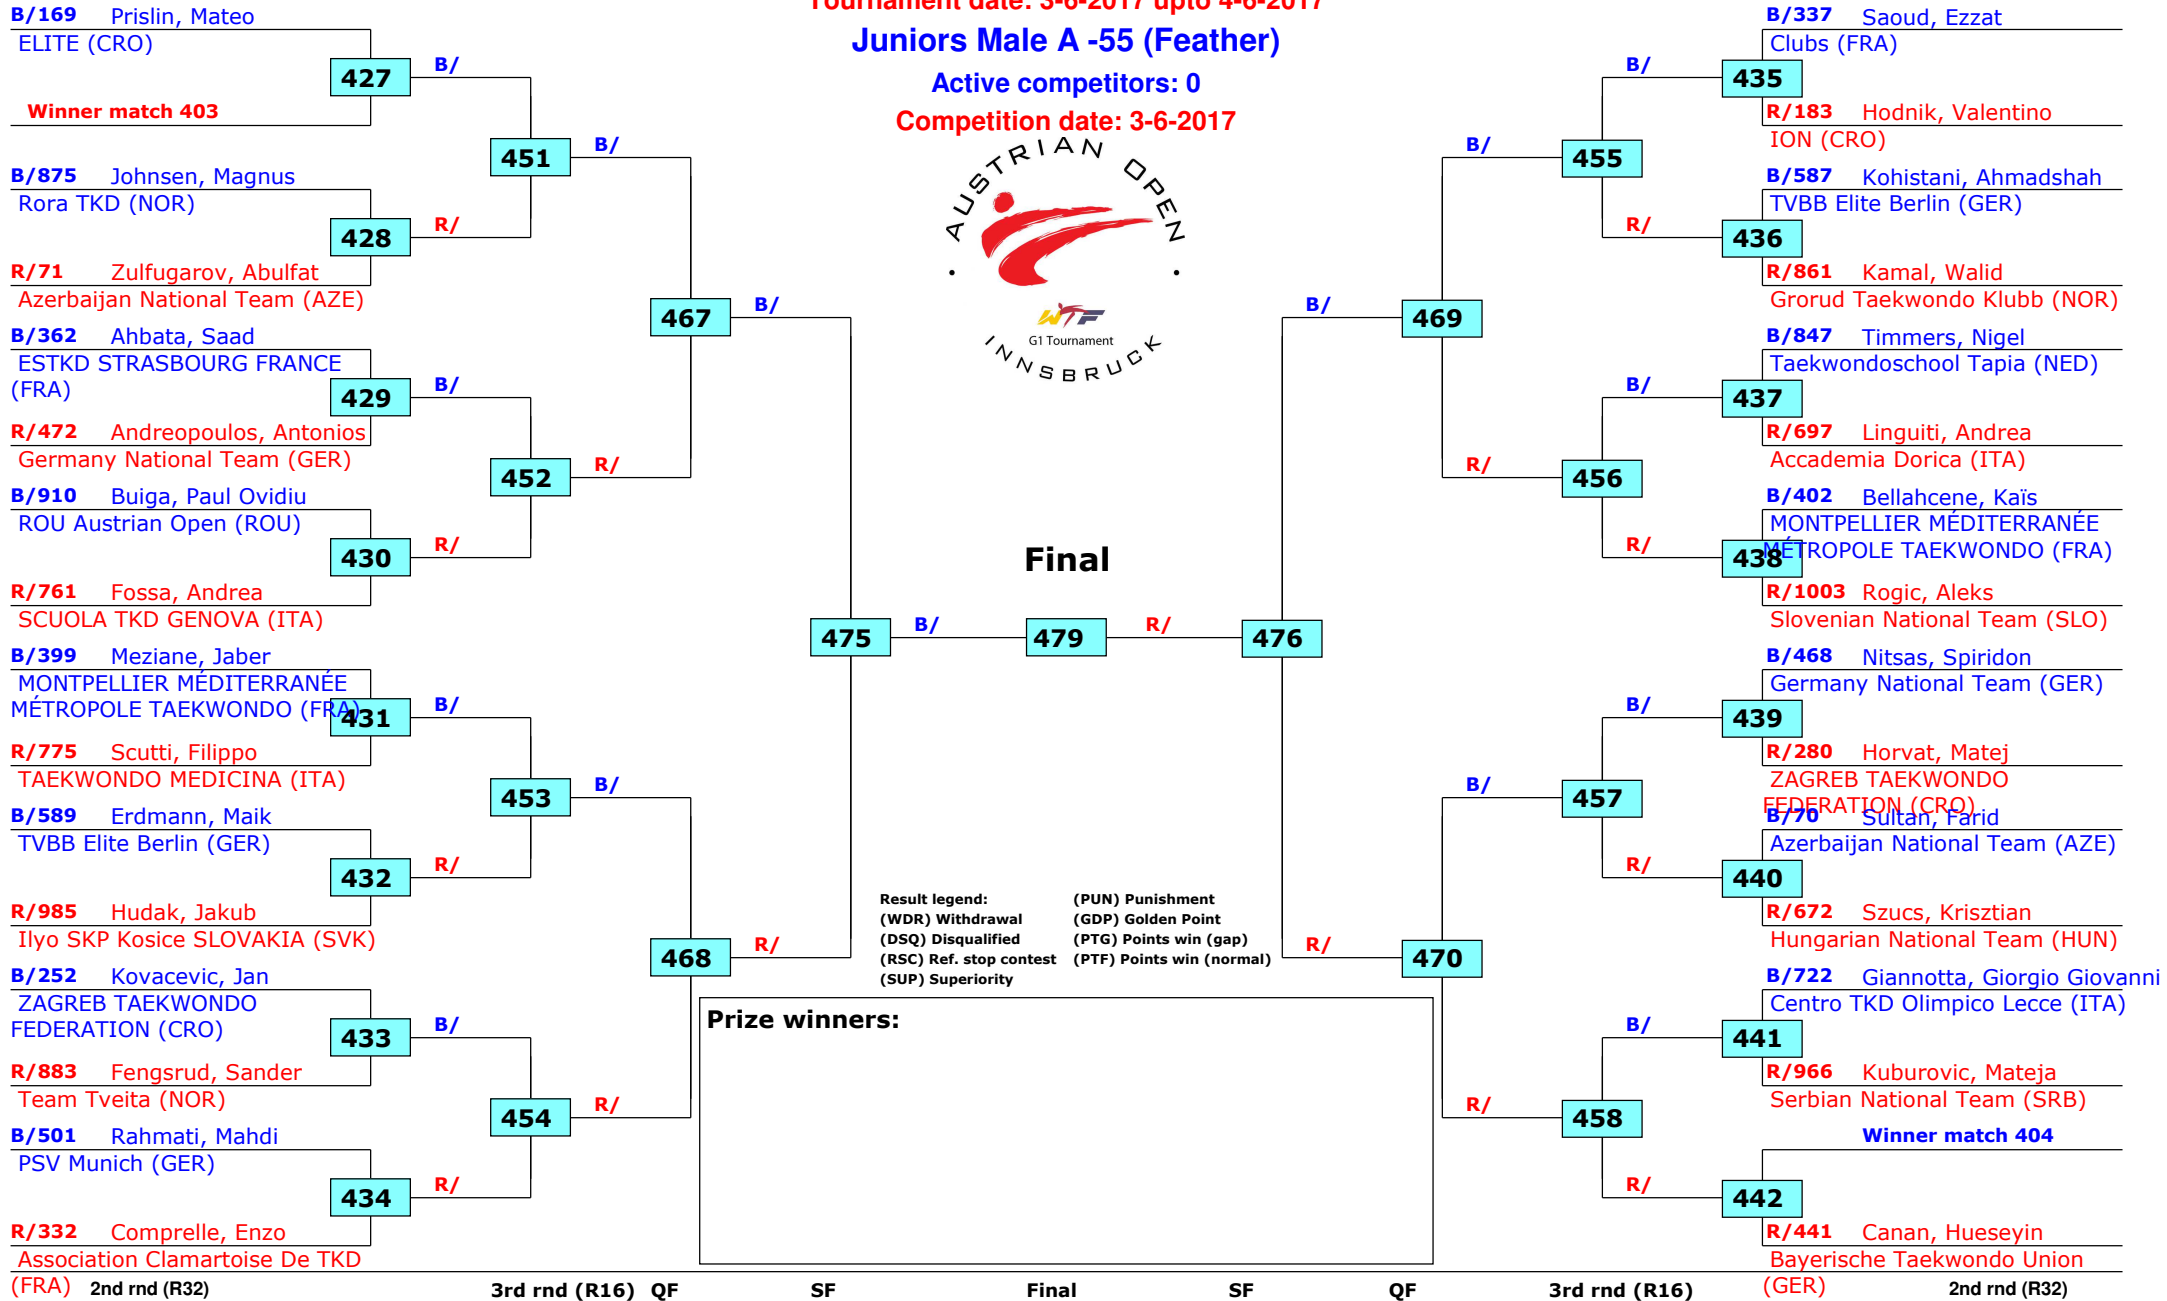 Tournament date: 3-6-2017 upto 4-6-2017
Juniors Male A -55 (Feather)
Active competitors: 0
Competition date: 3-6-2017
AUSTRIAN OPEN
WTF
G1 Tournament
INNSBRUCK
B/169 Prislin, Mateo
ELITE (CRO)
427
B/
Winner match 403
451
B/
B/875 Johnsen, Magnus
Rora TKD (NOR)
428
R/
R/71 Zulfugarov, Abulfat
Azerbaijan National Team (AZE)
467
B/
B/362 Ahbata, Saad
ESTKD STRASBOURG FRANCE
(FRA)
429
B/
R/472 Andreopoulos, Antonios
Germany National Team (GER)
452
R/
B/910 Buiga, Paul Ovidiu
ROU Austrian Open (ROU)
430
R/
R/761 Fossa, Andrea
SCUOLA TKD GENOVA (ITA)
475
B/
B/399 Meziane, Jaber
MONTPELLIER MÉDITERRANÉE
MÉTROPOLE TAEKWONDO (FRA)
431
B/
R/775 Scutti, Filippo
TAEKWONDO MEDICINA (ITA)
453
B/
B/589 Erdmann, Maik
TVBB Elite Berlin (GER)
432
R/
R/985 Hudak, Jakub
Ilyo SKP Kosice SLOVAKIA (SVK)
468
R/
B/252 Kovacevic, Jan
ZAGREB TAEKWONDO
FEDERATION (CRO)
433
B/
R/883 Fengsrud, Sander
Team Tveita (NOR)
454
R/
B/501 Rahmati, Mahdi
PSV Munich (GER)
434
R/
R/332 Comprelle, Enzo
Association Clamartoise De TKD
(FRA)
Final
479
R/
476
B/337 Saoud, Ezzat
Clubs (FRA)
B/
435
R/183 Hodnik, Valentino
ION (CRO)
B/
455
B/587 Kohistani, Ahmadshah
TVBB Elite Berlin (GER)
R/
436
R/861 Kamal, Walid
Grorud Taekwondo Klubb (NOR)
B/
469
B/847 Timmers, Nigel
Taekwondoschool Tapia (NED)
B/
437
R/697 Linguiti, Andrea
Accademia Dorica (ITA)
R/
456
B/402 Bellahcene, Kaïs
MONTPELLIER MÉDITERRANÉE
MÉTROPOLE TAEKWONDO (FRA)
R/
438
R/1003 Rogic, Aleks
Slovenian National Team (SLO)
B/468 Nitsas, Spiridon
Germany National Team (GER)
B/
439
R/280 Horvat, Matej
ZAGREB TAEKWONDO
FEDERATION (CRO)
B/
457
B/70 Sultan, Farid
Azerbaijan National Team (AZE)
R/
440
R/672 Szucs, Krisztian
Hungarian National Team (HUN)
R/
470
B/722 Giannotta, Giorgio Giovanni
Centro TKD Olimpico Lecce (ITA)
B/
441
R/966 Kuburovic, Mateja
Serbian National Team (SRB)
R/
458
Winner match 404
R/
442
R/441 Canan, Hueseyin
Bayerische Taekwondo Union
(GER)
Result legend:
(WDR) Withdrawal
(DSQ) Disqualified
(RSC) Ref. stop contest
(SUP) Superiority
(PUN) Punishment
(GDP) Golden Point
(PTG) Points win (gap)
(PTF) Points win (normal)
Prize winners:
2nd rnd (R32) 3rd rnd (R16) QF SF Final SF QF 3rd rnd (R16) 2nd rnd (R32)